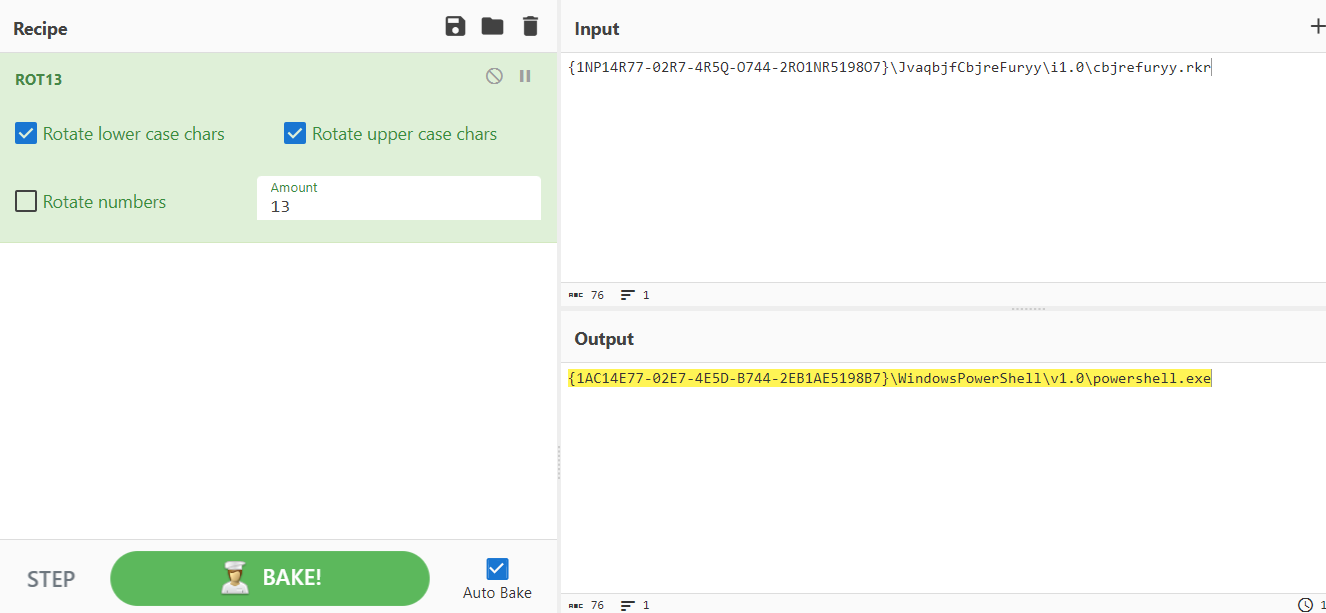 Recipe
ROT13
Rotate lower case chars
Rotate upper case chars
Rotate numbers
Amount
13
STEP
BAKE!
Auto Bake
Input
{1NP14R77-02R7-4R5Q-O744-2RO1NR5198O7}\JvaqbjfCbjreFuryy\i1.0\cbjrefuryy.rkr
ABC 76 1
Output
{1AC14E77-02E7-4E5D-B744-2EB1AE5198B7}\WindowsPowerShell\v1.0\powershell.exe
ABC 76 1
1